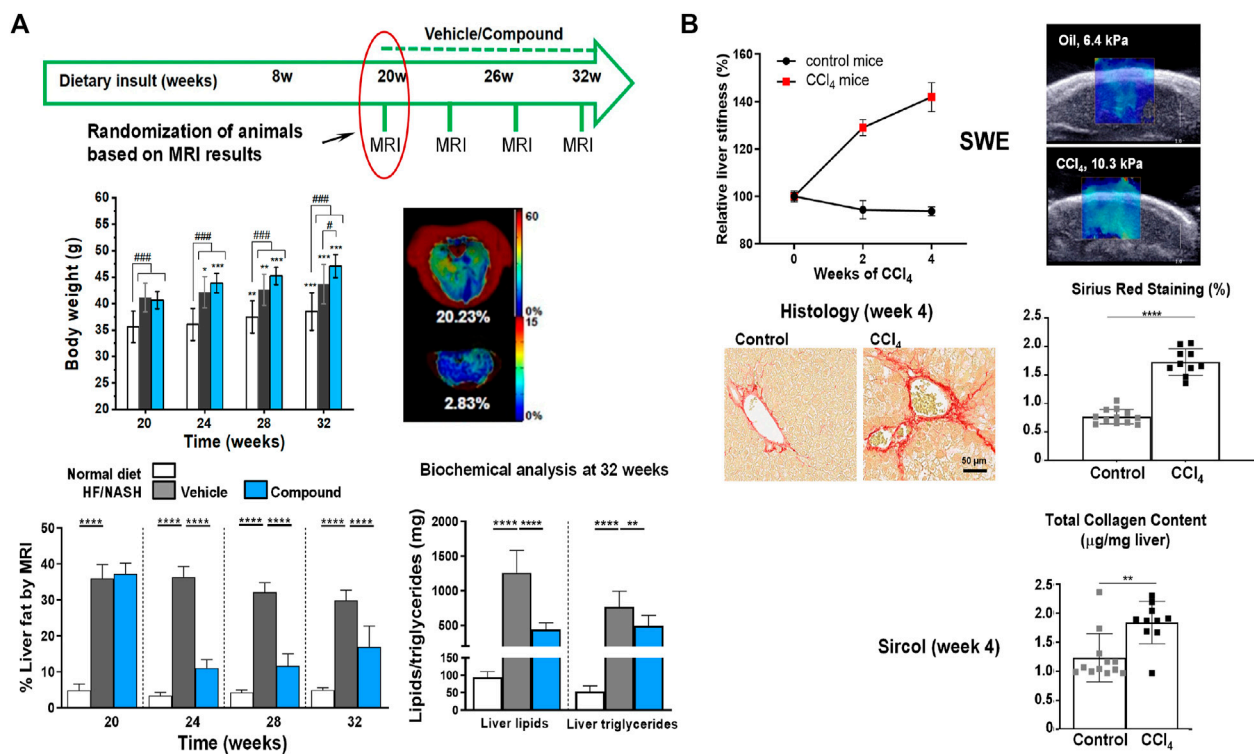 A
Vehicle/Compound
Dietary insult (weeks)
8w
20w
26w
32w
Randomization of animals
based on MRI results
MRI
MRI
MRI
MRI
Body weight (g)
60
55
50
45
40
35
30
25
20
###
###
*
***
###
**
**
***
###
#
***
***
***
20
24
28
32
Time (weeks)
60
0%
15
0%
20.23%
2.83%
Normal diet
HF/NASH
Vehicle
Compound
% Liver fat by MRI
50
40
30
20
10
0
****
****
****
****
****
****
****
20
24
28
32
Time (weeks)
Biochemical analysis at 32 weeks
Lipids/triglycerides (mg)
2000
1750
1500
1250
1000
750
500
150
100
50
0
****
****
****
**
Liver lipids
Liver triglycerides
B
Relative liver stifness (%)
160
140
120
100
80
control mice
CCl₄ mice
0
2
4
Weeks of CCl₄
SWE
Oil, 6.4 kPa
CCl₄, 10.3 kPa
Histology (week 4)
Control
CCl₄
50 µm
Sirius Red Staining (%)
2.5
2.0
1.5
1.0
0.5
0.0
****
Control
CCl₄
Total Collagen Content
(µg/mg liver)
Sircol (week 4)
2.5
2.0
1.5
1.0
0.5
0.0
**
Control
CCl₄